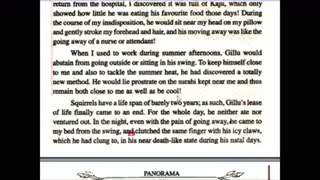 return from the hospital, I discovered it was full of Kaju, which only
showed how little he was eating his favourite food those days! During
the course of my insdisposition, he would sit near my head on my pillow
and gently stroke my forehead and hair, and his moving away was like the
going away of a nurse or attendant!
When I used to work during summer afternoons, Gillu would
abstain from going outside or sitting in his swing. To keep himself close
to me and also to tackle the summer heat, he had discovered a totally
new method. He would lie prostrate on the surahi kept near me and thus
remain both close to me as well as be cool!
Squirrels have a life span of barely two years; as such, Gillu's lease
of life finally came to an end. For the whole day, he neither ate nor
ventured out. In the night, even with the pain of going away, he came to
my bed from the swing, and clutched the same finger with his icy claws,
which he had clung to, in his near death-like state during his natal days.
PANORAMA